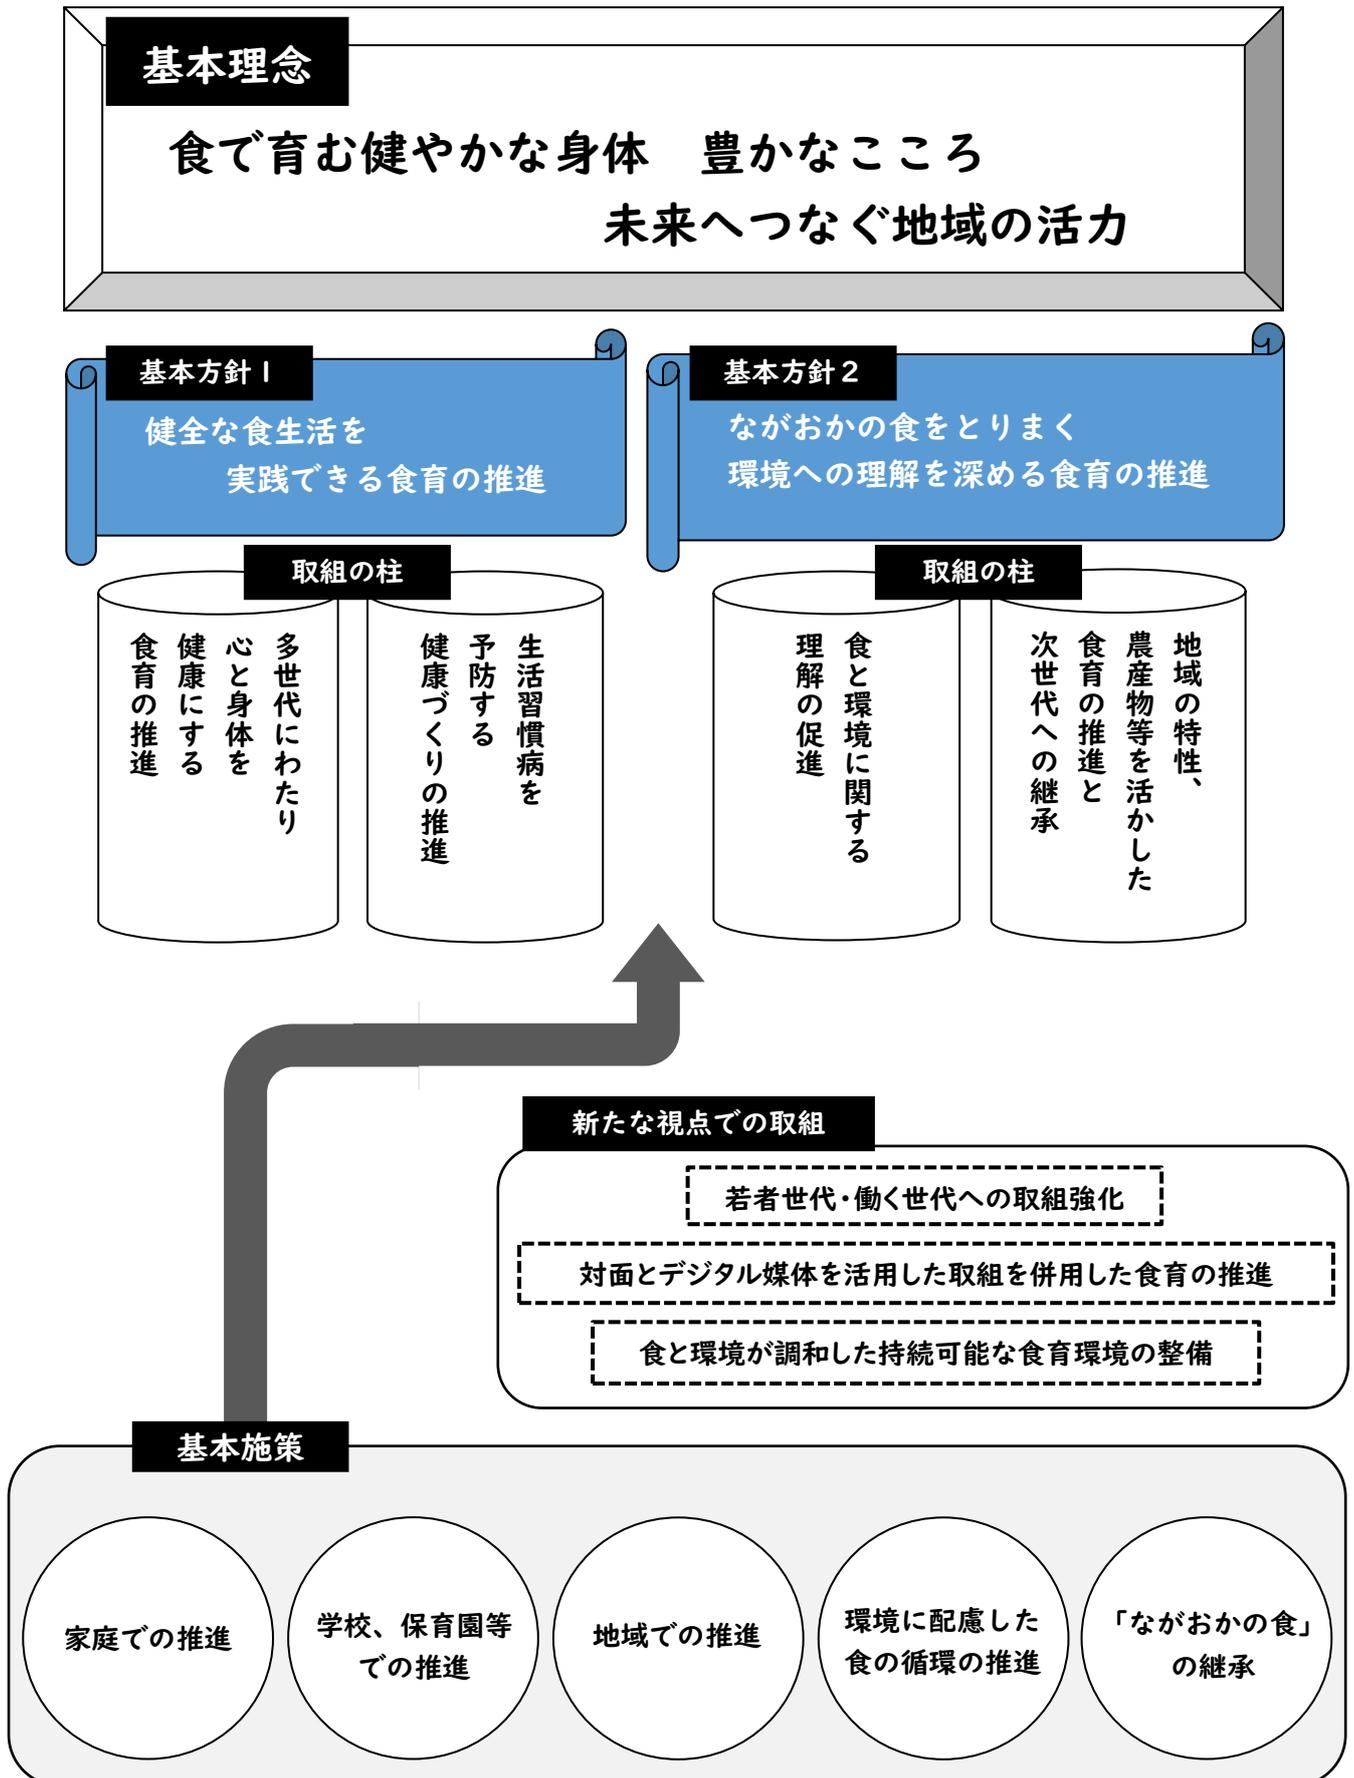 基本理念
食で育む健やかな身体　豊かなこころ
未来へつなぐ地域の活力
基本方針1
健全な食生活を
実践できる食育の推進
基本方針2
ながおかの食をとりまく
環境への理解を深める食育の推進
取組の柱
多世代にわたり
心と身体を
健康にする
食育の推進
生活習慣病を
予防する
健康づくりの推進
取組の柱
食と環境に関する
理解の促進
地域の特性、
農産物等を活かした
食育の推進と
次世代への継承
新たな視点での取組
若者世代・働く世代への取組強化
対面とデジタル媒体を活用した取組を併用した食育の推進
食と環境が調和した持続可能な食育環境の整備
基本施策
家庭での推進
学校、保育園等
での推進
地域での推進
環境に配慮した
食の循環の推進
「ながおかの食」
の継承